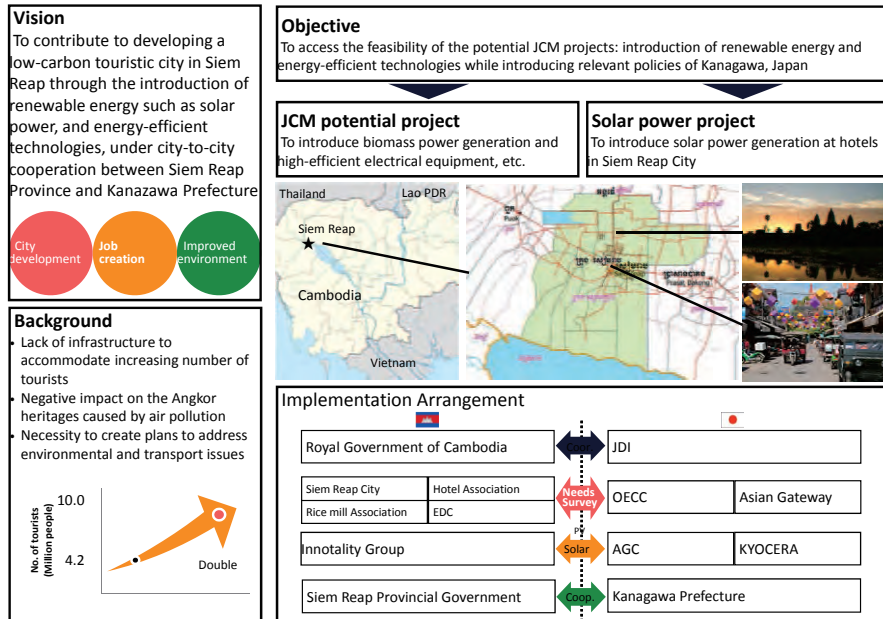 Vision
To contribute to developing a
low-carbon touristic city in Siem
Reap through the introduction of
renewable energy such as solar
power, and energy-efficient
technologies, under city-to-city
cooperation between Siem Reap
Province and Kanazawa Prefecture
City
development
Job
creation
Improved
environment
Background
• Lack of infrastructure to
accommodate increasing number of
tourists
• Negative impact on the Angkor
heritages caused by air pollution
• Necessity to create plans to address
environmental and transport issues
No. of tourists
(Million people)
10.0
4.2
Double
Objective
To access the feasibility of the potential JCM projects: introduction of renewable energy and
energy-efficient technologies while introducing relevant policies of Kanagawa, Japan
JCM potential project
To introduce biomass power generation and
high-efficient electrical equipment, etc.
Solar power project
To introduce solar power generation at hotels
in Siem Reap City
Thailand
Lao PDR
Siem Reap
Cambodia
Vietnam
Implementation Arrangement
Royal Government of Cambodia
JDI
Siem Reap City
Hotel Association
Rice mill Association
EDC
Needs
Survey
OECC
Asian Gateway
Innotality Group
PV
Solar
AGC
KYOCERA
Siem Reap Provincial Government
Coop.
Kanagawa Prefecture